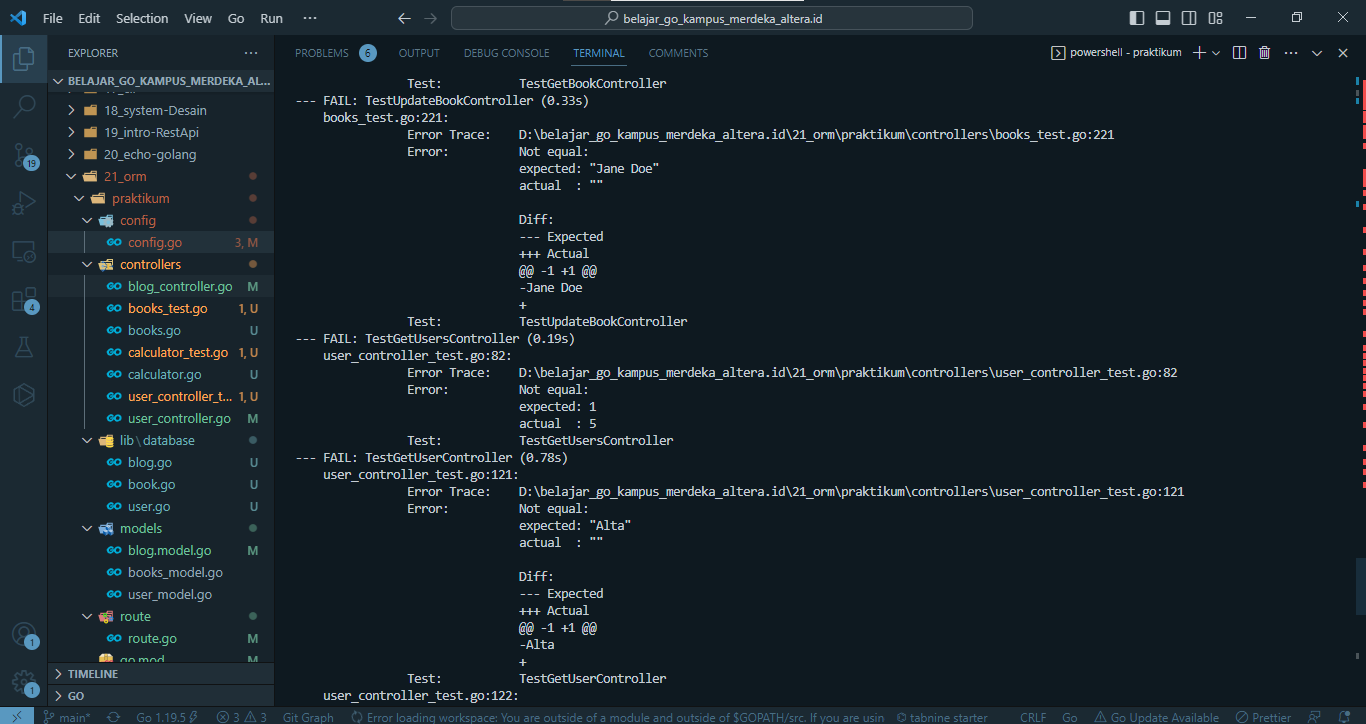 File Edit Selection View Go Run ··· belajar_go_kampus_merdeka_altera.id
EXPLORER ···
BELAJAR_GO_KAMPUS_MERDEKA_AL...
18_system-Desain
19_intro-RestApi
20_echo-golang
21_orm
praktikum
config
config.go 3, M
controllers
blog_controller.go M
books_test.go 1, U
books.go U
calculator_test.go 1, U
calculator.go U
user_controller_t... 1, U
user_controller.go M
lib\database
blog.go U
book.go U
user.go U
models
blog.model.go M
books_model.go
user_model.go
route
route.go M
go.mod M
TIMELINE
GO
19
4
1
1
PROBLEMS 6 OUTPUT DEBUG CONSOLE TERMINAL COMMENTS powershell - praktikum
Test: TestGetBookController
--- FAIL: TestUpdateBookController (0.33s)
books_test.go:221:
Error Trace: D:\belajar_go_kampus_merdeka_altera.id\21_orm\praktikum\controllers\books_test.go:221
Error: Not equal:
expected: "Jane Doe"
actual  : ""
Diff:
--- Expected
+++ Actual
@@ -1 +1 @@
-Jane Doe
+
Test: TestUpdateBookController
--- FAIL: TestGetUsersController (0.19s)
user_controller_test.go:82:
Error Trace: D:\belajar_go_kampus_merdeka_altera.id\21_orm\praktikum\controllers\user_controller_test.go:82
Error: Not equal:
expected: 1
actual  : 5
Test: TestGetUsersController
--- FAIL: TestGetUserController (0.78s)
user_controller_test.go:121:
Error Trace: D:\belajar_go_kampus_merdeka_altera.id\21_orm\praktikum\controllers\user_controller_test.go:121
Error: Not equal:
expected: "Alta"
actual  : ""
Diff:
--- Expected
+++ Actual
@@ -1 +1 @@
-Alta
+
Test: TestGetUserController
user_controller_test.go:122:
main* Go 1.19.5 3 3 Git Graph Error loading workspace: You are outside of a module and outside of $GOPATH/src. If you are usin tabnine starter CRLF Go Go Update Available Prettier